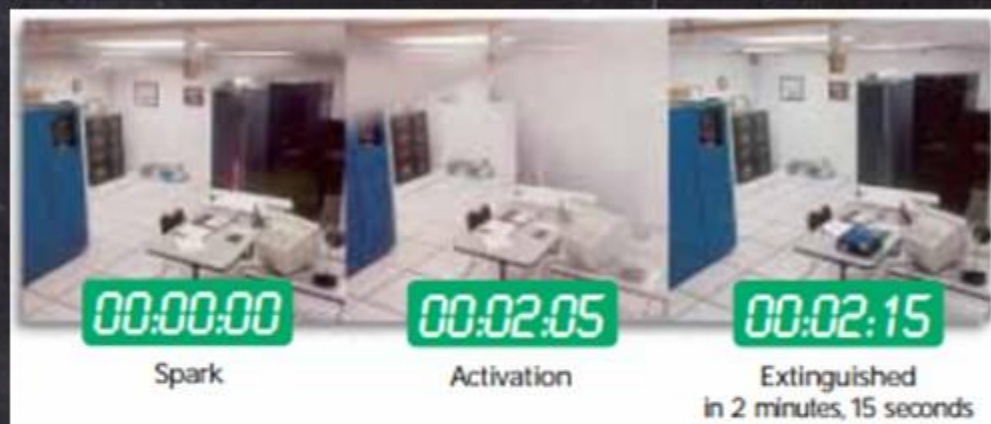 00:00:00
00:02:05
00:02:15
Spark
Activation
Extinguished
in 2 minutes, 15 seconds